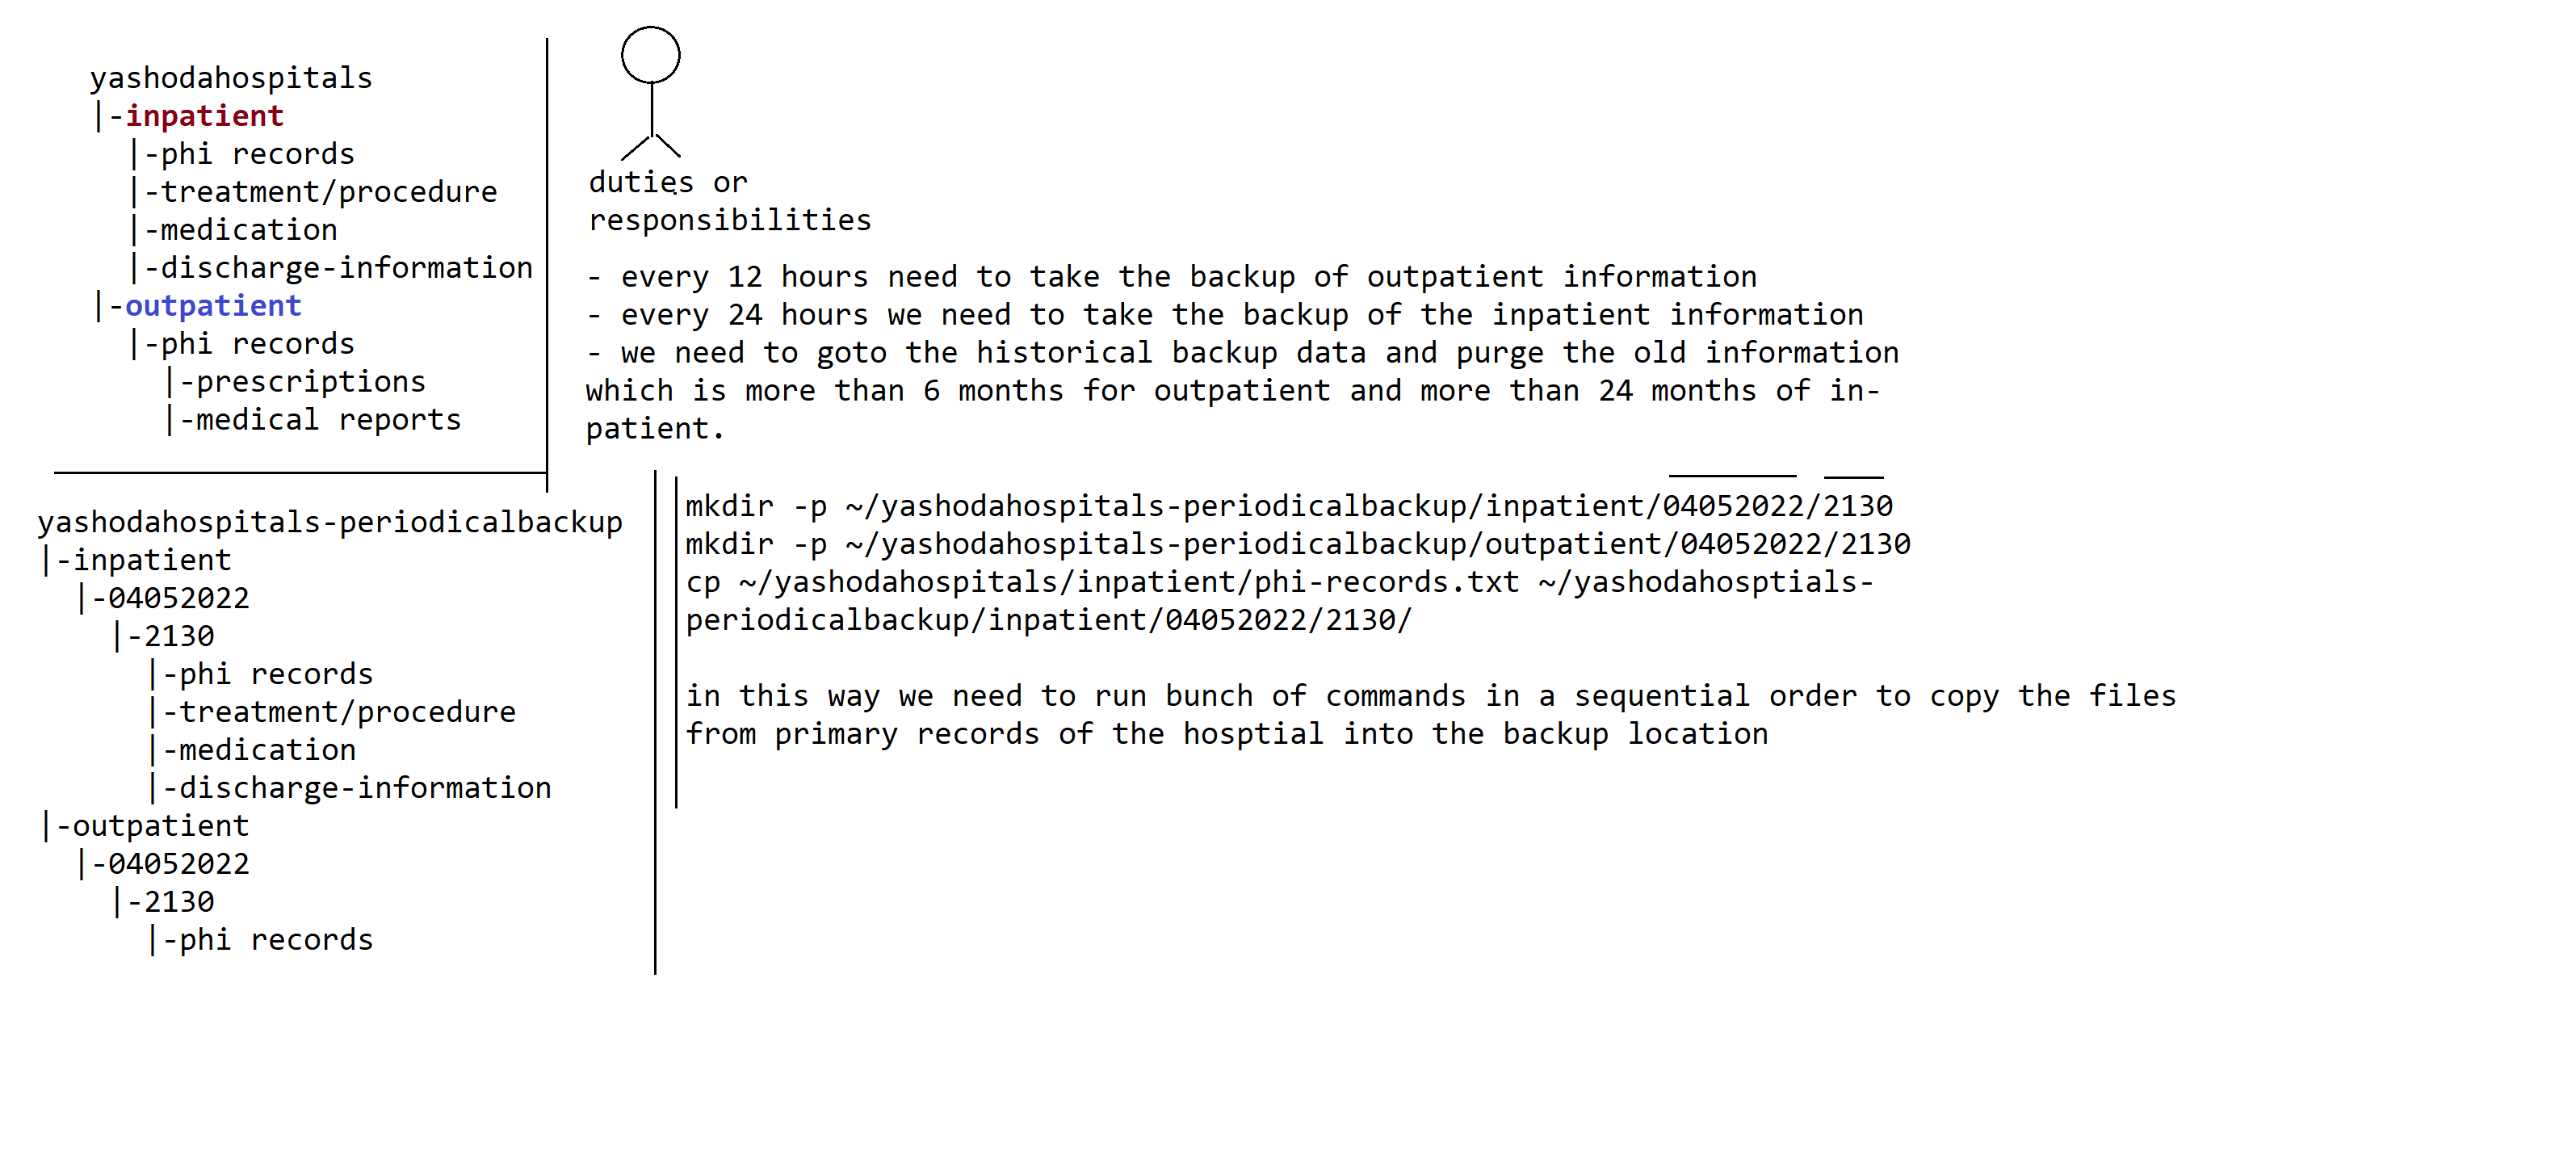 yashodahospitals
|-inpatient
|-phi records
|-treatment/procedure
|-medication
|-discharge-information
|-outpatient
|-phi records
|-prescriptions
|-medical reports
duties or
responsibilities
- every 12 hours need to take the backup of outpatient information
- every 24 hours we need to take the backup of the inpatient information
- we need to goto the historical backup data and purge the old information
which is more than 6 months for outpatient and more than 24 months of in-
patient.
yashodahospitals-periodicalbackup
|-inpatient
|-04052022
|-2130
|-phi records
|-treatment/procedure
|-medication
|-discharge-information
|-outpatient
|-04052022
|-2130
|-phi records
mkdir -p ~/yashodahospitals-periodicalbackup/inpatient/04052022/2130
mkdir -p ~/yashodahospitals-periodicalbackup/outpatient/04052022/2130
cp ~/yashodahospitals/inpatient/phi-records.txt ~/yashodahosptials-
periodicalbackup/inpatient/04052022/2130/
in this way we need to run bunch of commands in a sequential order to copy the files
from primary records of the hosptial into the backup location